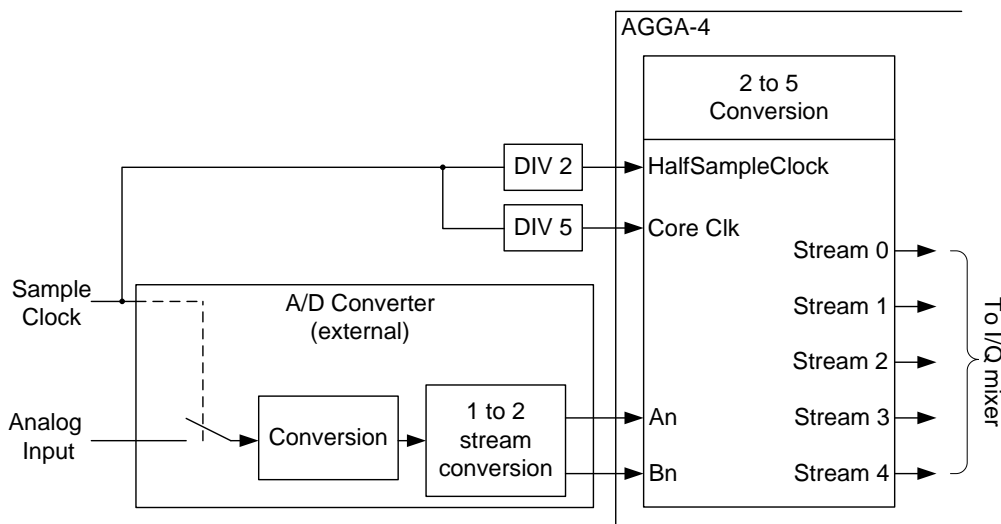 AGGA-4
2 to 5
Conversion
DIV 2
HalfSampleClock
DIV 5
Core Clk
Stream 0
Sample
Clock
A/D Converter
(external)
Stream 1
Stream 2
To I/Q mixer
Analog
Input
Conversion
1 to 2
stream
conversion
An
Stream 3
Bn
Stream 4